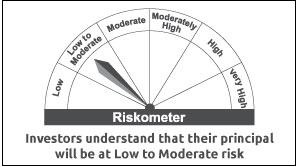 Low
Low to
Moderate
Moderate
Moderately
High
High
very High
Riskometer
Investors understand that their principal
will be at Low to Moderate risk